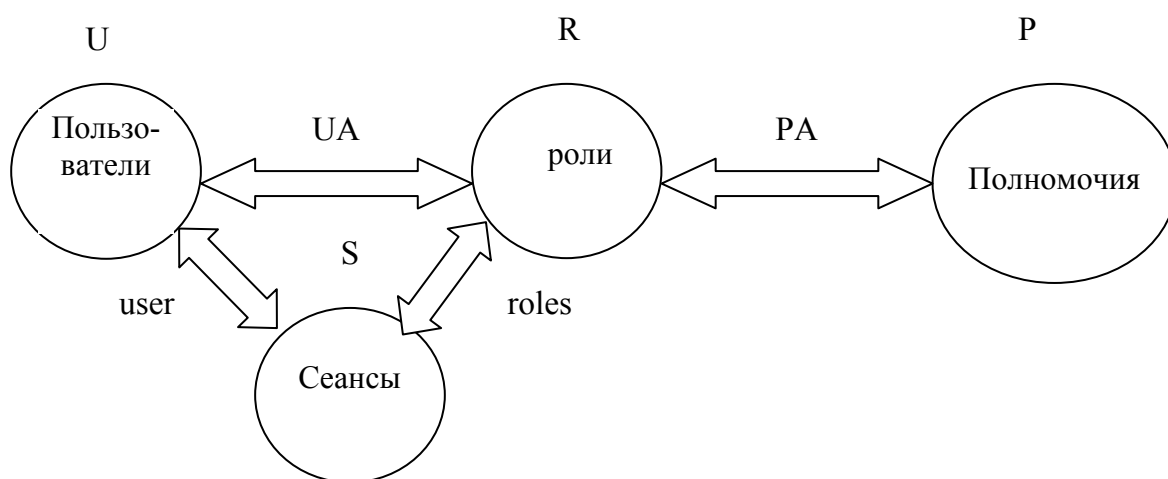 U
R
P
Пользо-
ватели
UA
роли
PA
Полномочия
S
user
roles
Сеансы